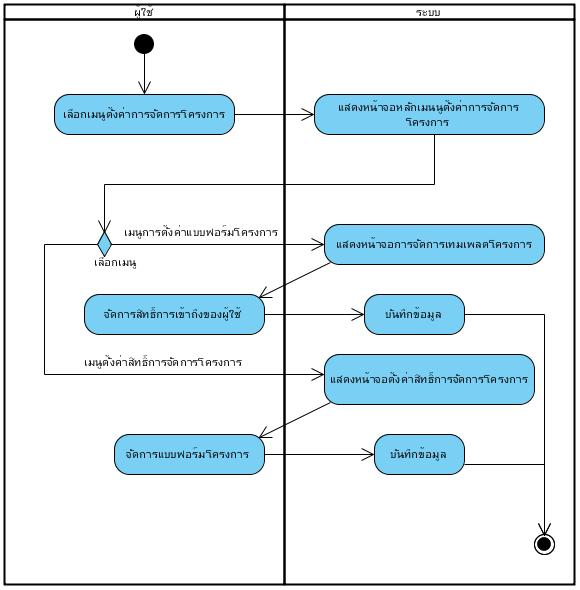 ผู้ใช้
ระบบ
เลือกเมนูตั้งค่าการจัดการโครงการ
แสดงหน้าจอหลักเมนนูตั้งค่าการจัดการ
โครงการ
เมนูการตั้งค่าแบบฟอร์มโครงการ
เลือกเมนู
แสดงหน้าจอการจัดการเทมเพลตโครงการ
จัดการสิทธิ์การเข้าถึงของผู้ใช้
บันทึกข้อมูล
เมนูตั้งค่าสิทธิ์การจัดการโครงการ
แสดงหน้าจอตั้งค่าสิทธิ์การจัดการโครงการ
จัดการแบบฟอร์มโครงการ
บันทึกข้อมูล